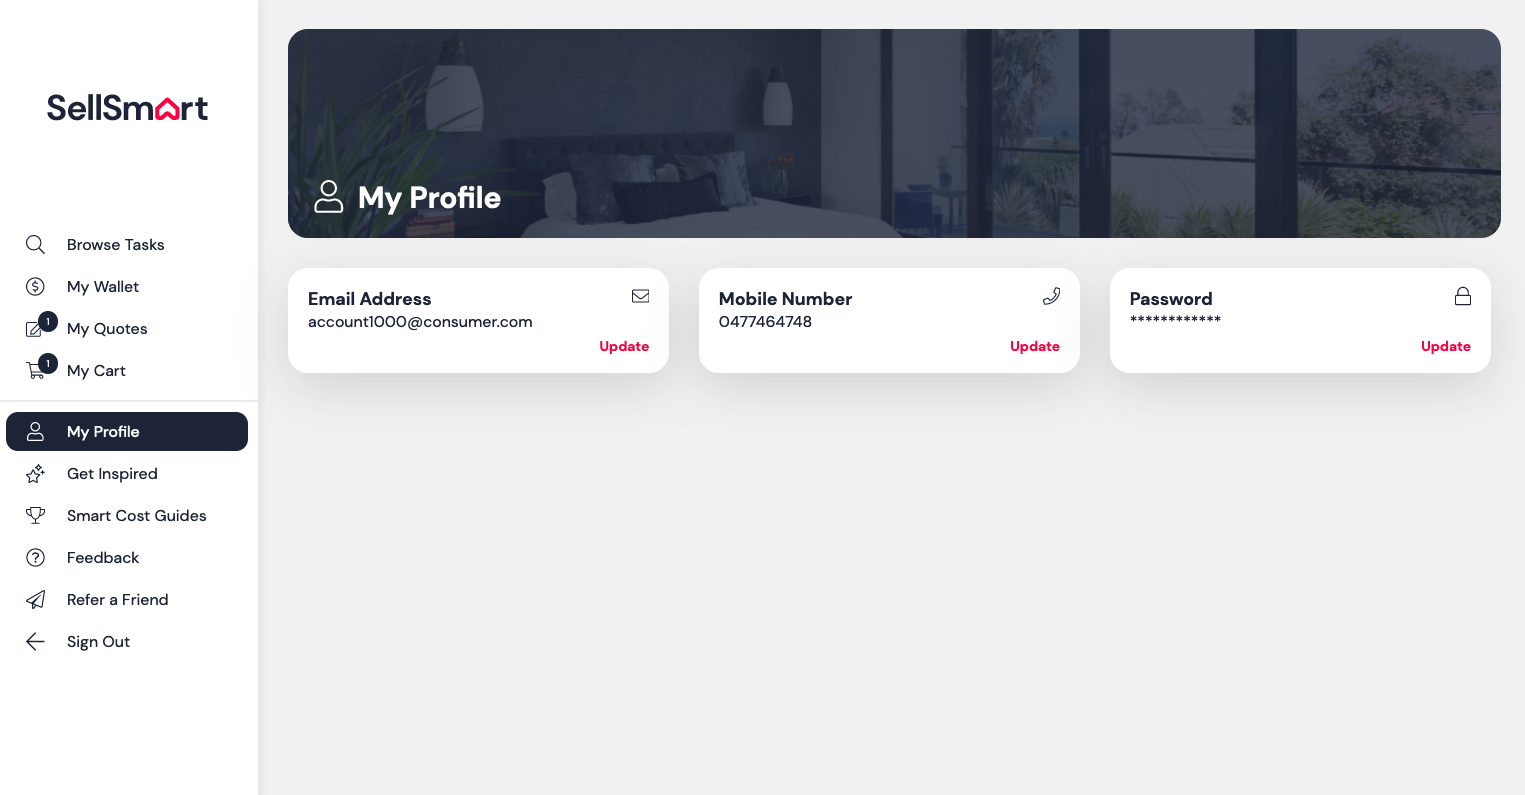 SellSmart
Browse Tasks
My Wallet
1
My Quotes
1
My Cart
My Profile
Get Inspired
Smart Cost Guides
Feedback
Refer a Friend
Sign Out
My Profile
Email Address
account1000@consumer.com
Update
Mobile Number
0477464748
Update
Password
************
Update